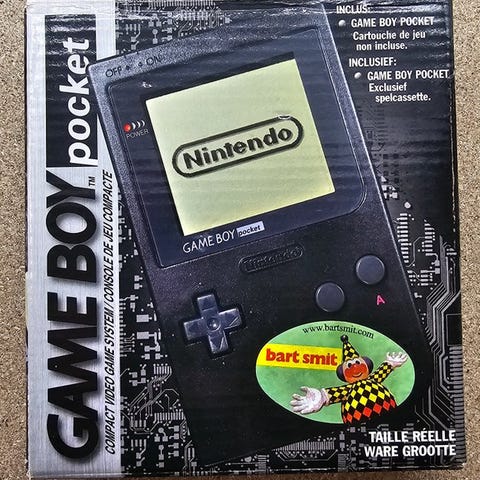 INCLUS:
GAME BOY POCKET
Cartouche de jeu
non incluse.
INCLUSIEF:
GAME BOY POCKET
Exclusief
spelcassette.
OFF ON
POWER
Nintendo
GAME BOY pocket
Nintendo
A
www.bartsmit.com
bart smit
TAILLE RÉELLE
WARE GROOTTE
GAME BOY™ pocket
COMPACT VIDEO GAME SYSTEM / CONSOLE DE JEU COMPACTE